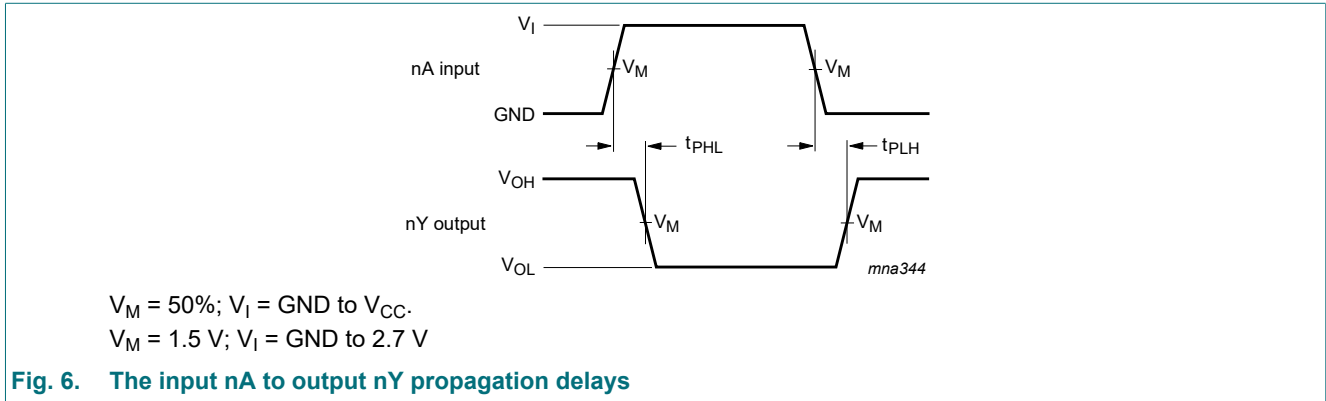 V_I
nA input
V_M V_M
GND
t_PHL t_PLH
V_OH
nY output
V_M V_M
V_OL
mna344
V_M = 50%; V_I = GND to V_CC.
V_M = 1.5 V; V_I = GND to 2.7 V
Fig. 6. The input nA to output nY propagation delays